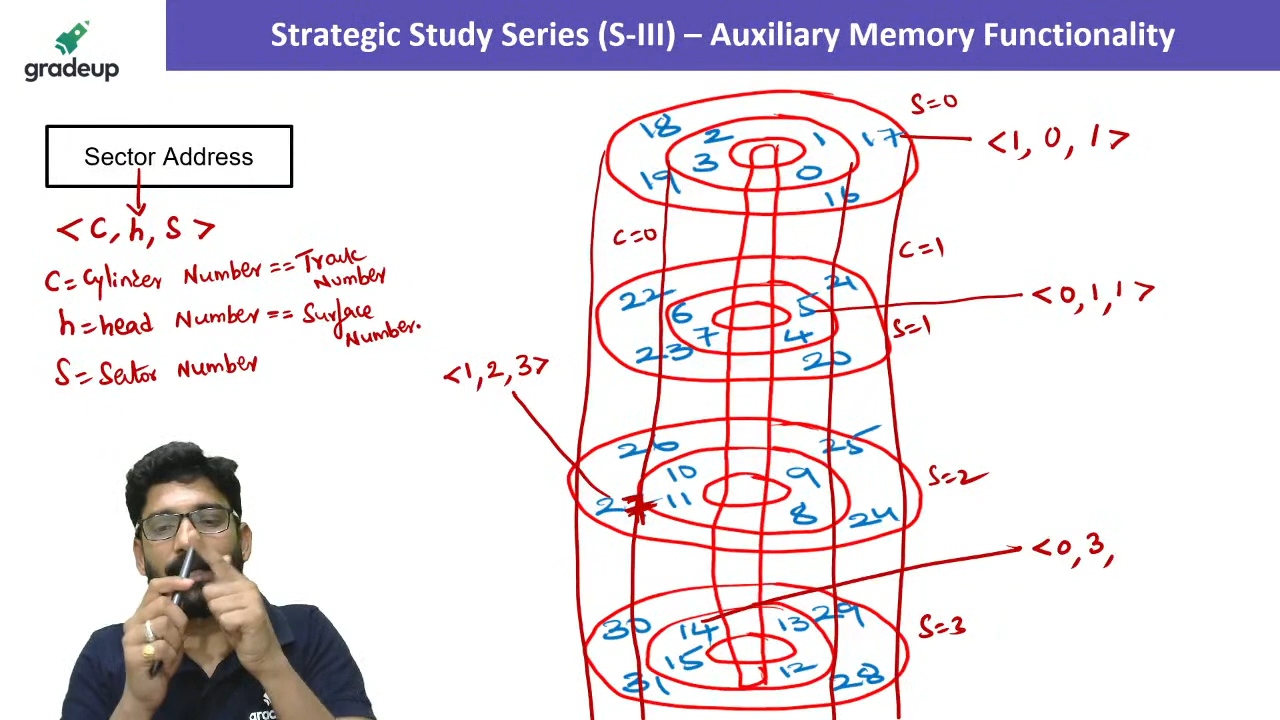 Strategic Study Series (S-III) – Auxiliary Memory Functionality
gradeup
Sector Address
< C, h, S >
C = Cylinder Number == Track
Number
h = head Number == Surface
Number.
S = Sector Number
S=0
18 2 1 17
3 0
19 16
<1, 0, 1>
C=0
C=1
22 6 5 21
7 4
23 20
S=1
<0, 1, 1>
<1, 2, 3>
26 10 9 25
27 11 8 24
S=2
<0, 3,
30 14 13 29
15 12
31 28
S=3